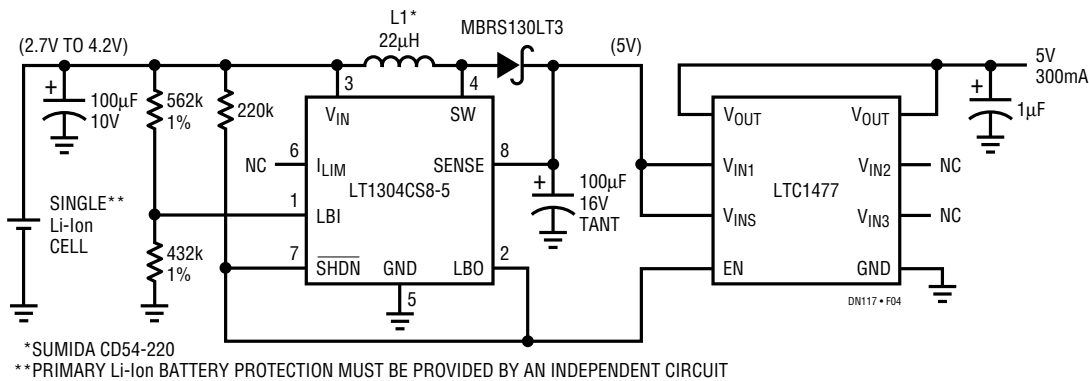 (2.7V TO 4.2V)
L1*
22µH
MBRS130LT3
(5V)
5V
300mA
+
100µF
10V
562k
1%
220k
3
4
VIN
SW
6
NC
ILIM
SENSE
8
LT1304CS8-5
1
LBI
+
100µF
16V
TANT
SINGLE**
Li-Ion
CELL
432k
1%
7
SHDN
GND
LBO
2
5
VOUT
VOUT
+
1µF
VIN1
VIN2
NC
LTC1477
VINS
VIN3
NC
EN
GND
DN117 • F04
*SUMIDA CD54-220
**PRIMARY Li-Ion BATTERY PROTECTION MUST BE PROVIDED BY AN INDEPENDENT CIRCUIT